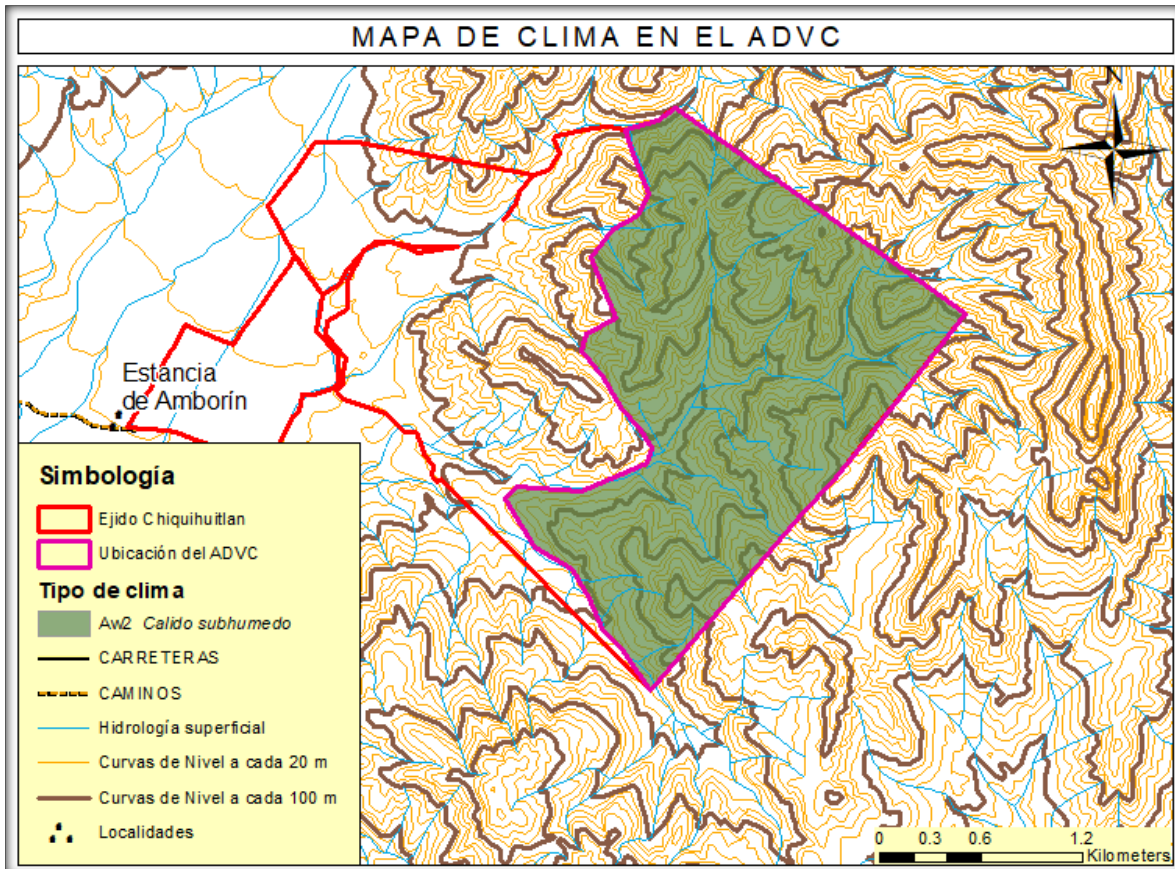 MAPA DE CLIMA EN EL ADVC
N
Estancia
de Amborín
Simbología
Ejido Chiquihuitlan
Ubicación del ADVC
Tipo de clima
Aw2 Calido subhumedo
CARRETERAS
CAMINOS
Hidrología superficial
Curvas de Nivel a cada 20 m
Curvas de Nivel a cada 100 m
Localidades
0 0.3 0.6 1.2
Kilometers